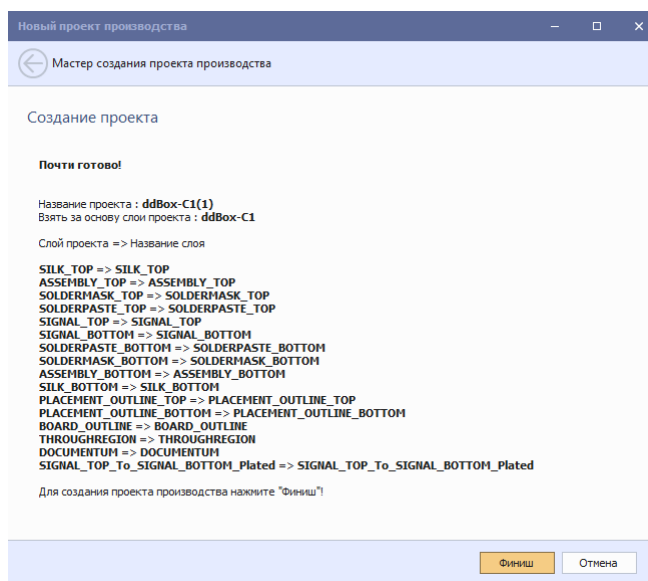 Новый проект производства
Мастер создания проекта производства
Создание проекта
Почти готово!
Название проекта : ddBox-C1(1)
Взять за основу слои проекта : ddBox-C1
Слой проекта => Название слоя
SILK_TOP => SILK_TOP
ASSEMBLY_TOP => ASSEMBLY_TOP
SOLDERMASK_TOP => SOLDERMASK_TOP
SOLDERPASTE_TOP => SOLDERPASTE_TOP
SIGNAL_TOP => SIGNAL_TOP
SIGNAL_BOTTOM => SIGNAL_BOTTOM
SOLDERPASTE_BOTTOM => SOLDERPASTE_BOTTOM
SOLDERMASK_BOTTOM => SOLDERMASK_BOTTOM
ASSEMBLY_BOTTOM => ASSEMBLY_BOTTOM
SILK_BOTTOM => SILK_BOTTOM
PLACEMENT_OUTLINE_TOP => PLACEMENT_OUTLINE_TOP
PLACEMENT_OUTLINE_BOTTOM => PLACEMENT_OUTLINE_BOTTOM
BOARD_OUTLINE => BOARD_OUTLINE
THROUGHREGION => THROUGHREGION
DOCUMENTUM => DOCUMENTUM
SIGNAL_TOP_To_SIGNAL_BOTTOM_Plated => SIGNAL_TOP_To_SIGNAL_BOTTOM_Plated
Для создания проекта производства нажмите "Финиш"!
Финиш Отмена